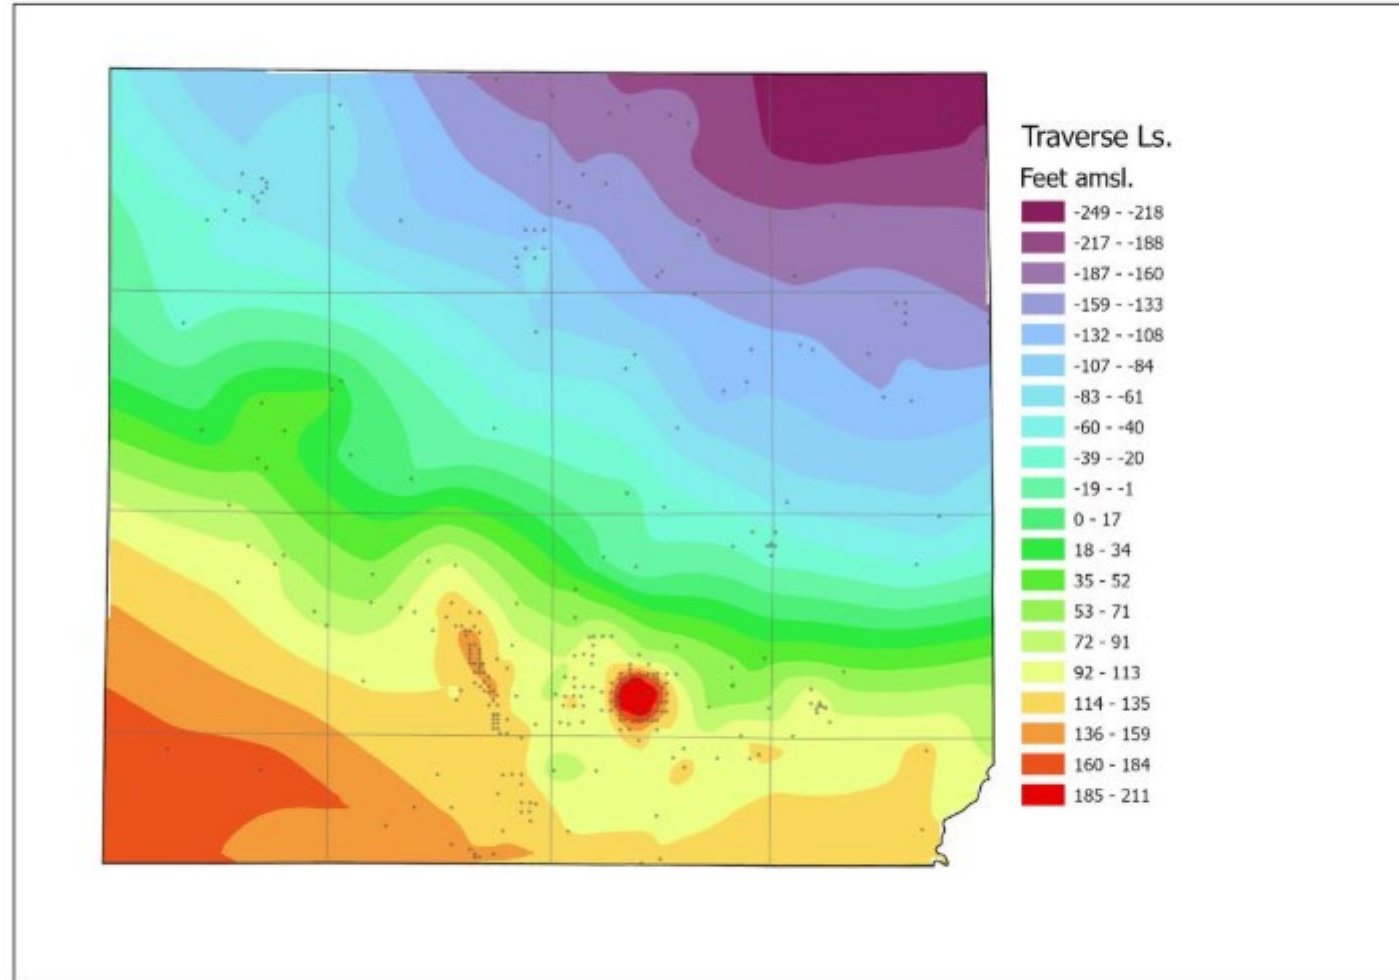 Traverse Ls.
Feet amsl.
-249 - -218
-217 - -188
-187 - -160
-159 - -133
-132 - -108
-107 - -84
-83 - -61
-60 - -40
-39 - -20
-19 - -1
0 - 17
18 - 34
35 - 52
53 - 71
72 - 91
92 - 113
114 - 135
136 - 159
160 - 184
185 - 211